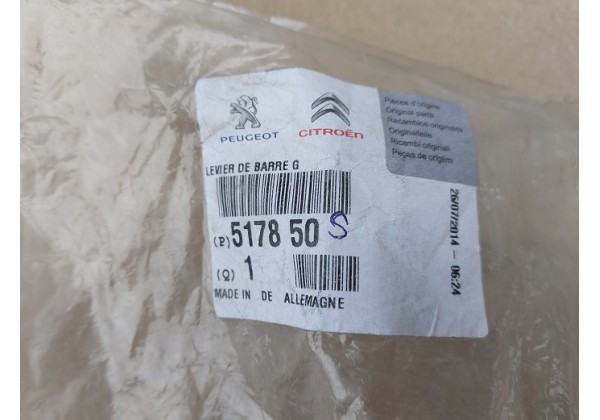 PEUGEOT
CITROËN
Pièces d'origine
Original parts
Recambios originales
Originalteile
Ricambi originali
Peças de origem
LEVIER DE BARRE G
(P) 5178 50 S
(Q) 1
MADE IN DE ALLEMAGNE
26/07/2014 - 06:24